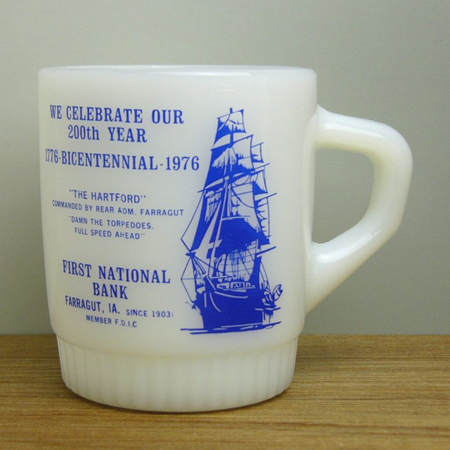 WE CELEBRATE OUR
200th YEAR
1776-BICENTENNIAL-1976
"THE HARTFORD"
COMMANDED BY REAR ADM. FARRAGUT
"DAMN THE TORPEDOES.
FULL SPEED AHEAD"
FIRST NATIONAL
BANK
FARRAGUT, IA. SINCE 1903-
MEMBER F.D.I.C